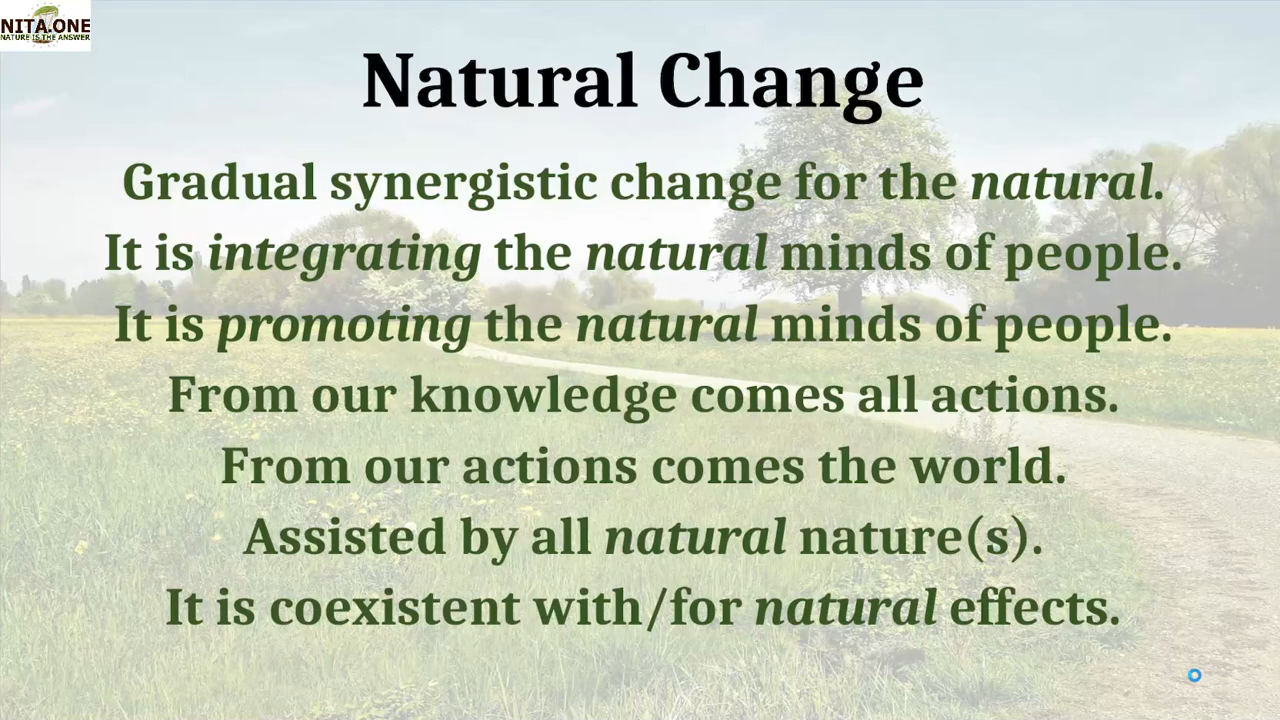 NITA.ONE
NATURE IS THE ANSWER
Natural Change
Gradual synergistic change for the natural.
It is integrating the natural minds of people.
It is promoting the natural minds of people.
From our knowledge comes all actions.
From our actions comes the world.
Assisted by all natural nature(s).
It is coexistent with/for natural effects.